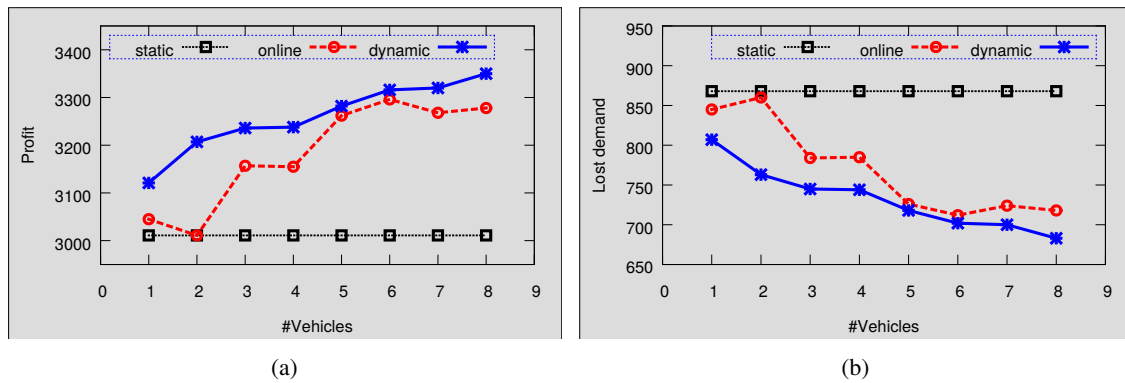 3450
3400
3300
3200
3100
3000
Profit
static online dynamic
0 1 2 3 4 5 6 7 8 9
#Vehicles
(a)
950
900
850
800
750
700
650
Lost demand
static online dynamic
0 1 2 3 4 5 6 7 8 9
#Vehicles
(b)